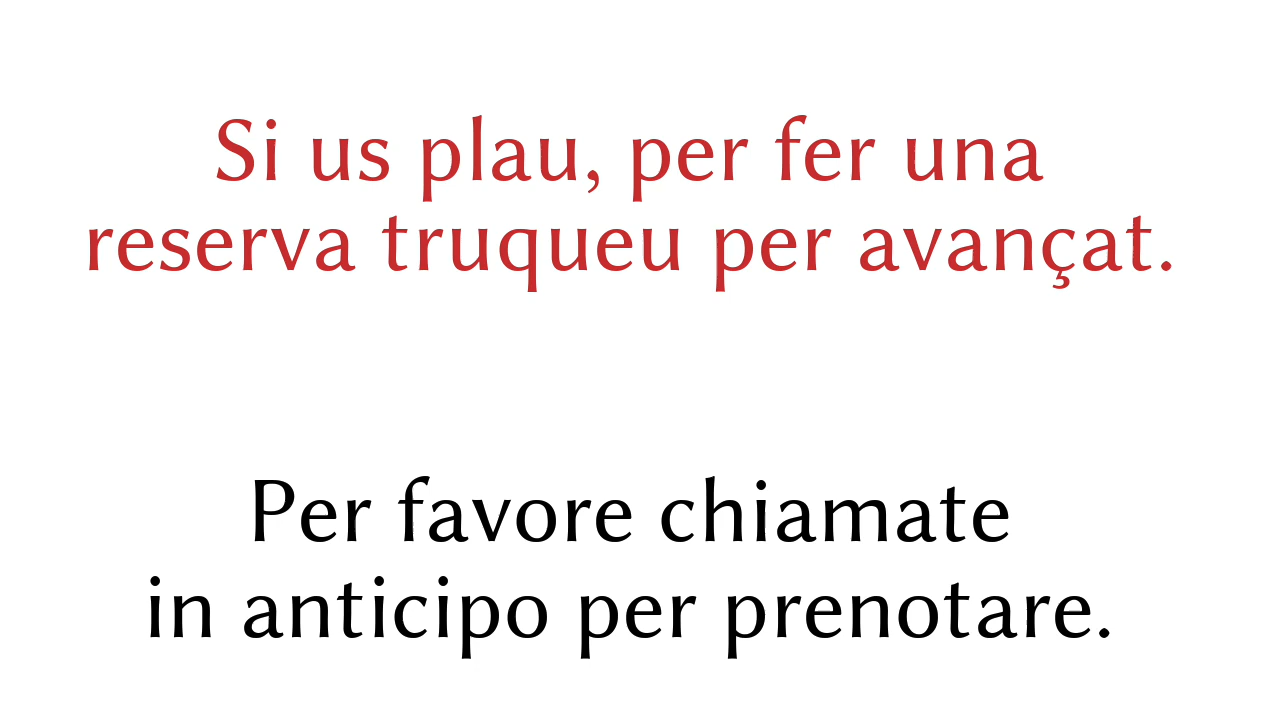 Si us plau, per fer una
reserva truqueu per avançat.
Per favore chiamate
in anticipo per prenotare.